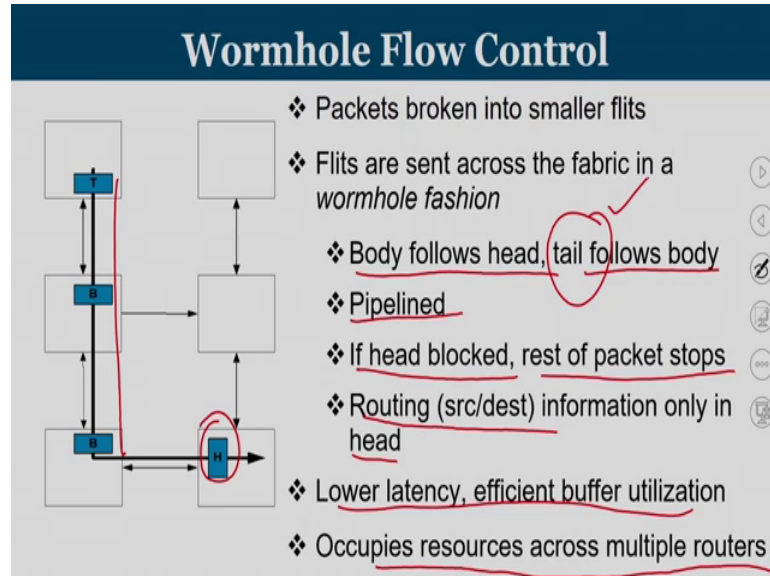 Wormhole Flow Control
❖ Packets broken into smaller flits
❖ Flits are sent across the fabric in a
wormhole fashion
❖ Body follows head, tail follows body
❖ Pipelined
❖ If head blocked, rest of packet stops
❖ Routing (src/dest) information only in
head
❖ Lower latency, efficient buffer utilization
❖ Occupies resources across multiple routers
T
B
B
H